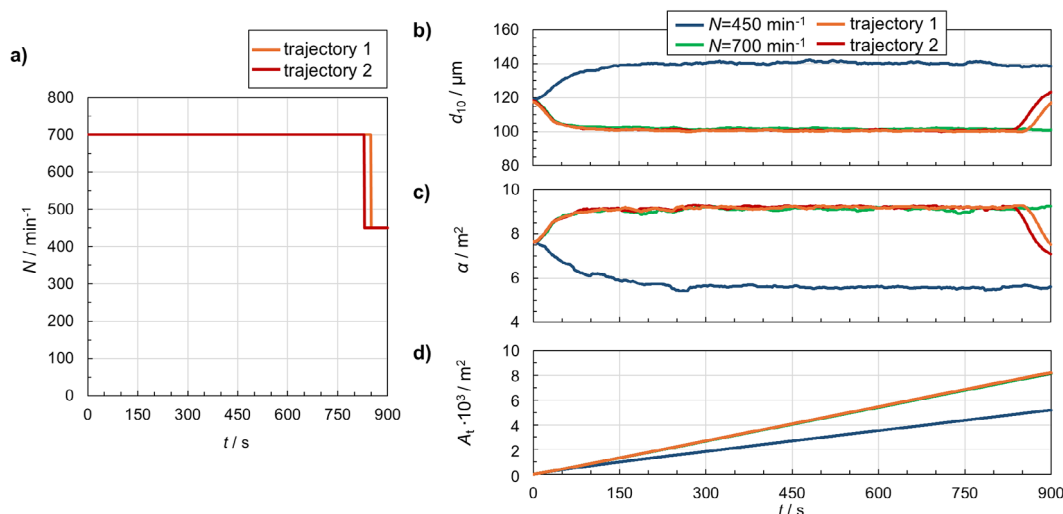 a)
trajectory 1
trajectory 2
800
700
600
500
400
300
200
100
0
N / min⁻¹
0 150 300 450 600 750 900
t / s
b)
N=450 min⁻¹ trajectory 1
N=700 min⁻¹ trajectory 2
160
140
120
100
80
d₁₀ / µm
c)
10
8
6
4
α / m²
d)
10
8
6
4
2
0
Aₜ ·10³ / m²
0 150 300 450 600 750 900
t / s